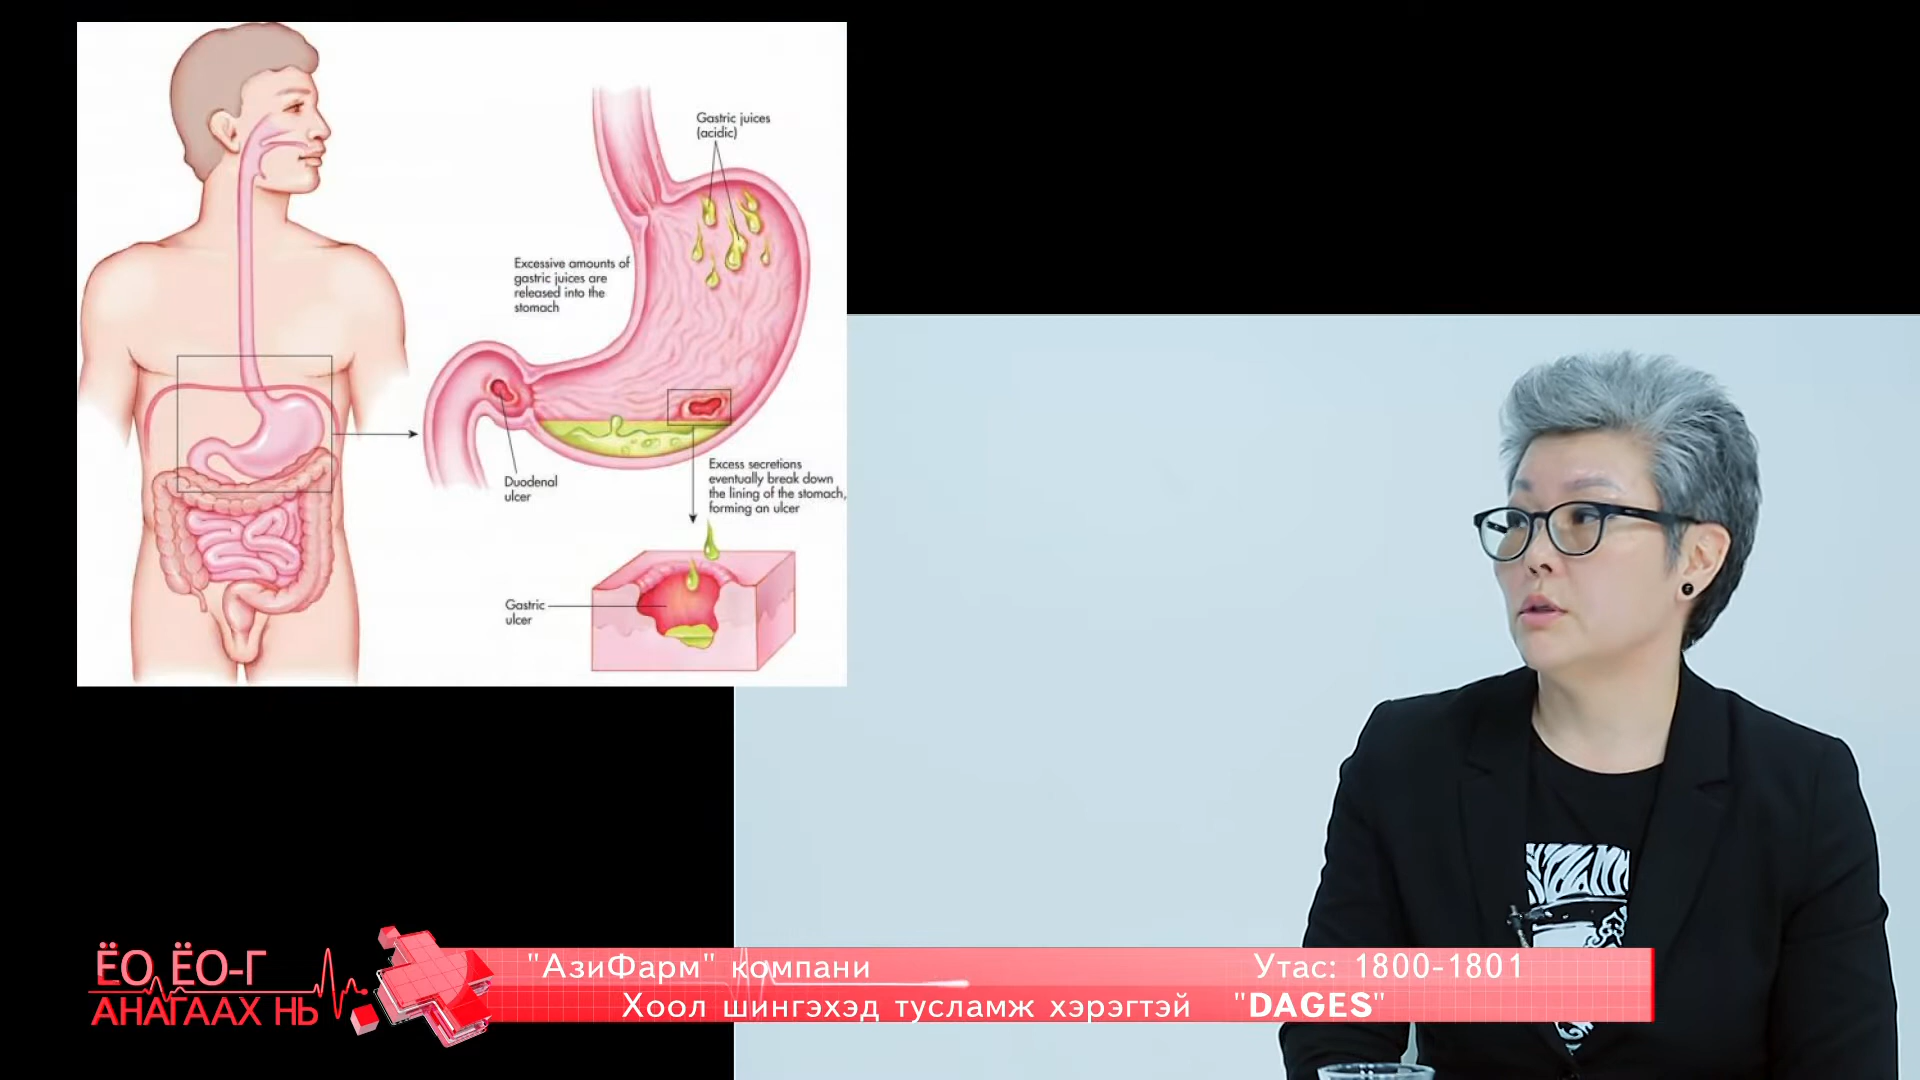 Gastric juices
(acidic)
Excessive amounts of
gastric juices are
released into the
stomach
Duodenal
ulcer
Excess secretions
eventually break down
the lining of the stomach,
forming an ulcer
Gastric
ulcer
ЁО ЁО-Г
АНАГААХ НЬ
"АзиФарм" компани
Утас: 1800-1801
Хоол шингэхэд тусламж хэрэгтэй "DAGES"